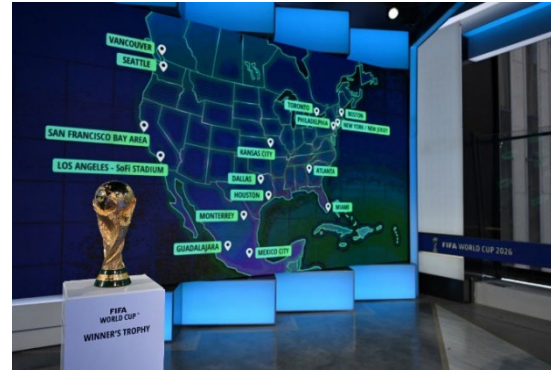 VANCOUVER
SEATTLE
TORONTO
BOSTON
PHILADELPHIA
NEW YORK / NEW JERSEY
SAN FRANCISCO BAY AREA
KANSAS CITY
LOS ANGELES - SoFi STADIUM
ATLANTA
DALLAS
HOUSTON
MIAMI
MONTERREY
GUADALAJARA
MEXICO CITY
FIFA WORLD CUP 2026
FIFA
WORLD CUP™
WINNER'S TROPHY